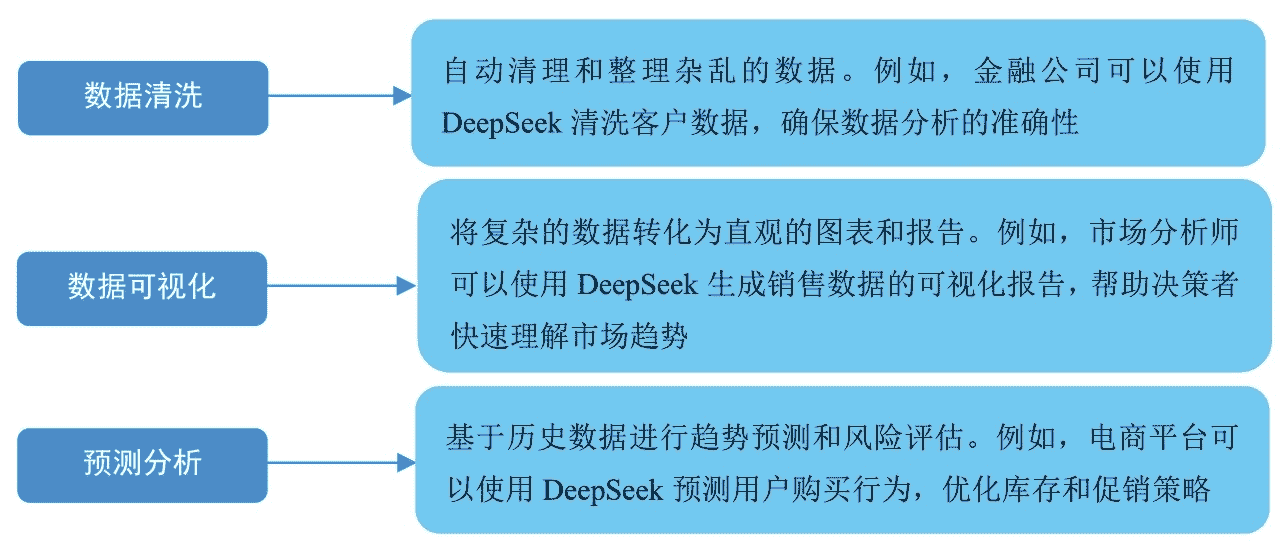 数据清洗
自动清理和整理杂乱的数据。例如，金融公司可以使用
DeepSeek 清洗客户数据，确保数据分析的准确性
数据可视化
将复杂的数据转化为直观的图表和报告。例如，市场分析师
可以使用 DeepSeek 生成销售数据的可视化报告，帮助决策者
快速理解市场趋势
预测分析
基于历史数据进行趋势预测和风险评估。例如，电商平台可
以使用 DeepSeek 预测用户购买行为，优化库存和促销策略